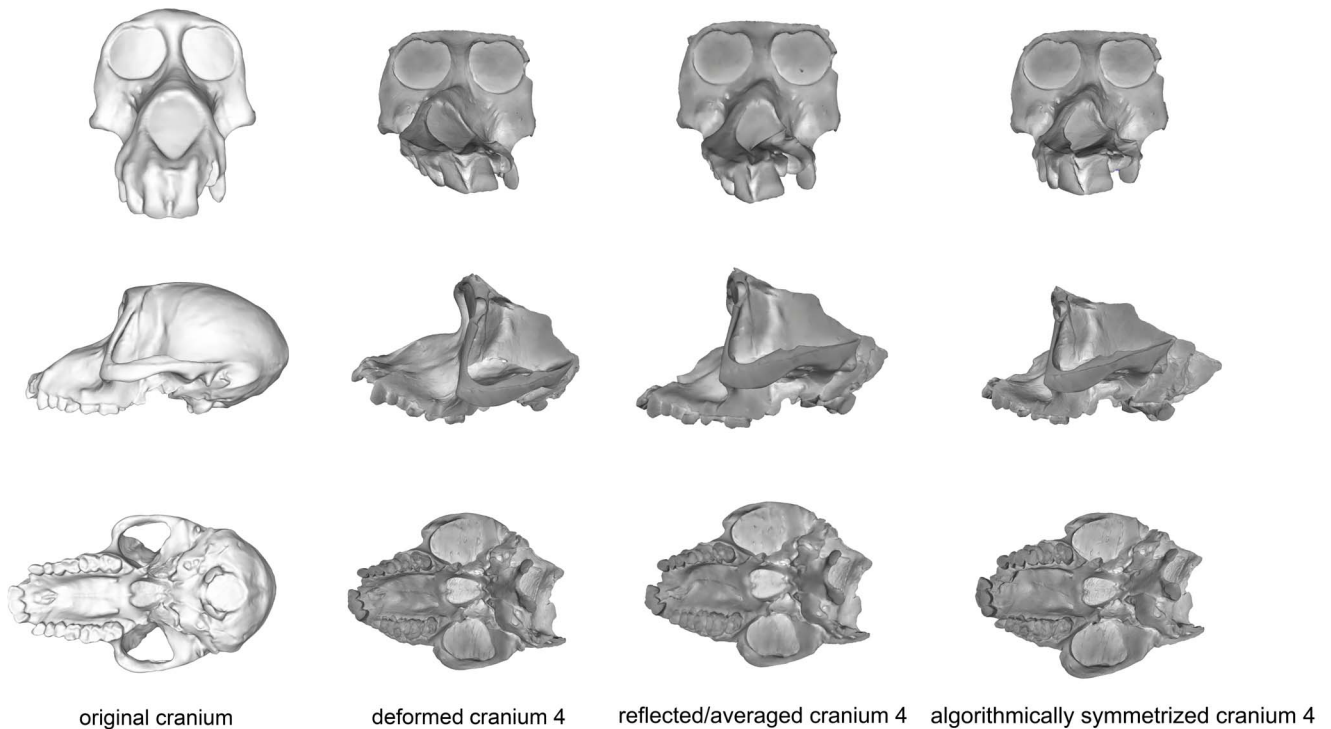 original cranium
deformed cranium 4
reflected/averaged cranium 4
algorithmically symmetrized cranium 4